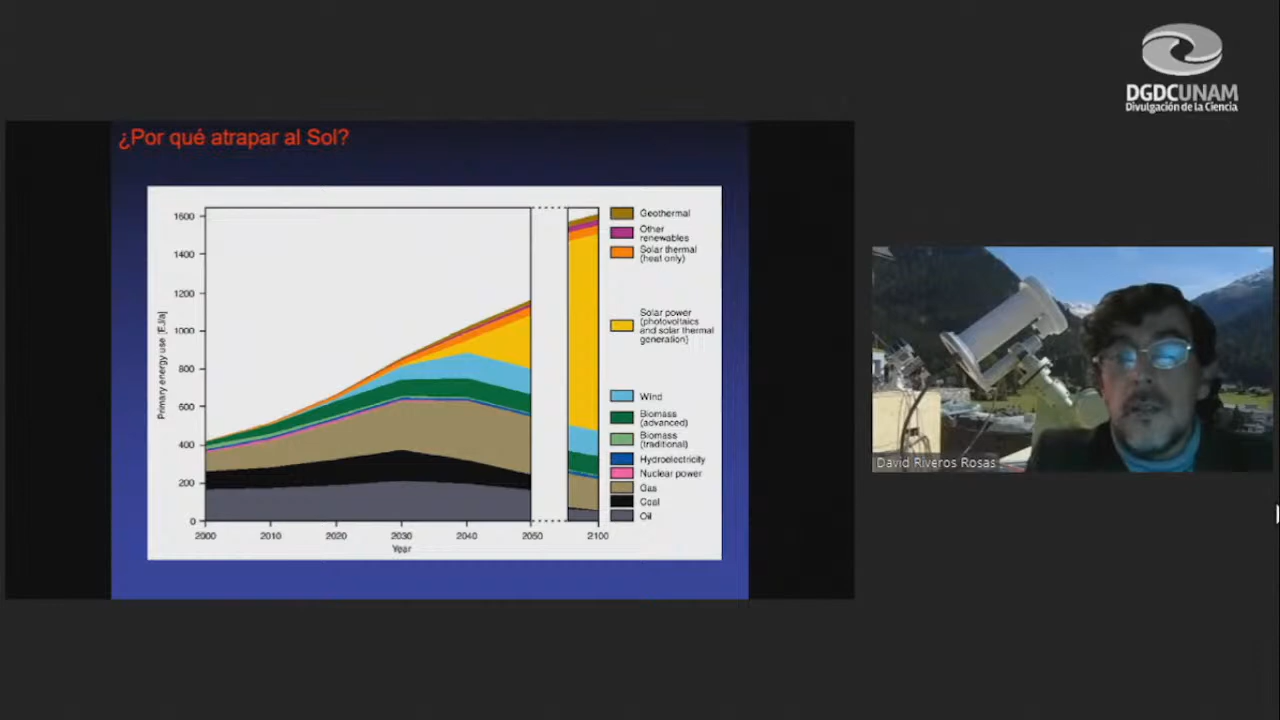 DGDCUNAM
Divulgación de la Ciencia
¿Por qué atrapar al Sol?
1600
1400
1200
1000
800
600
400
200
0
Primary energy use [EJ/a]
2000 2010 2020 2030 2040 2050 2100
Year
Geothermal
Other
renewables
Solar thermal
(heat only)
Solar power
(photovoltaics
and solar thermal
generation)
Wind
Biomass
(advanced)
Biomass
(traditional)
Hydroelectricity
Nuclear power
Gas
Coal
Oil
David Riveros Rosas